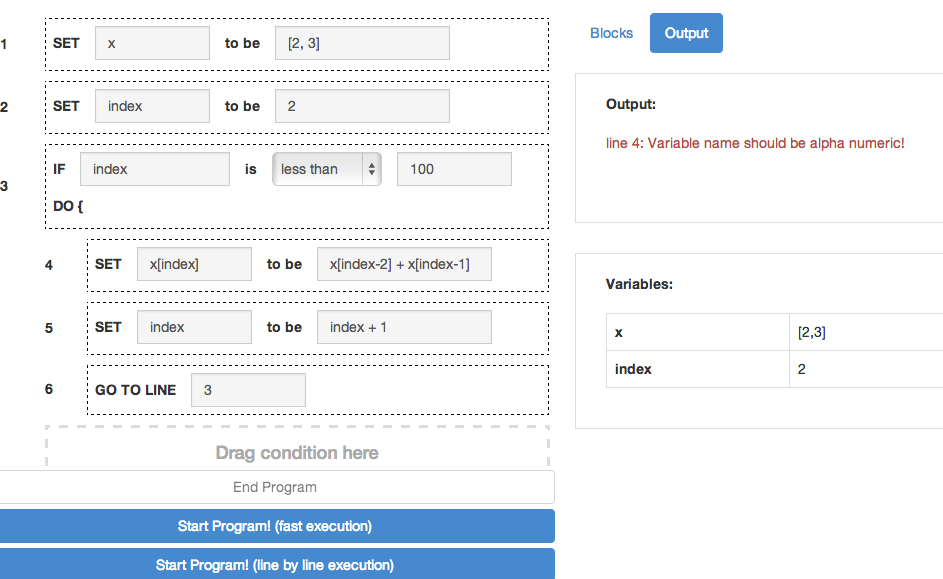 1 SET x to be [2, 3]
2 SET index to be 2
3 IF index is less than 100
DO {
4 SET x[index] to be x[index-2] + x[index-1]
5 SET index to be index + 1
6 GO TO LINE 3
Drag condition here
End Program
Start Program! (fast execution)
Start Program! (line by line execution)
Blocks Output
Output:
line 4: Variable name should be alpha numeric!
Variables:
x [2,3]
index 2